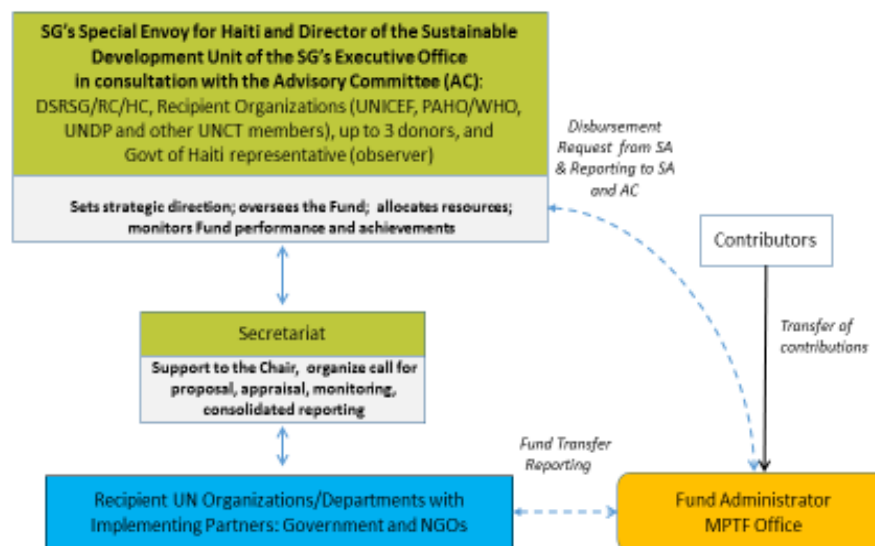 SG's Special Envoy for Haiti and Director of the Sustainable
Development Unit of the SG's Executive Office
in consultation with the Advisory Committee (AC):
DSRSG/RC/HC, Recipient Organizations (UNICEF, PAHO/WHO,
UNDP and other UNCT members), up to 3 donors, and
Govt of Haiti representative (observer)
Sets strategic direction; oversees the Fund; allocates resources;
monitors Fund performance and achievements
Disbursement
Request from SA
& Reporting to SA
and AC
Contributors
Transfer of
contributions
Secretariat
Support to the Chair, organize call for
proposal, appraisal, monitoring,
consolidated reporting
Fund Transfer
Reporting
Recipient UN Organizations/Departments with
Implementing Partners: Government and NGOs
Fund Administrator
MPTF Office